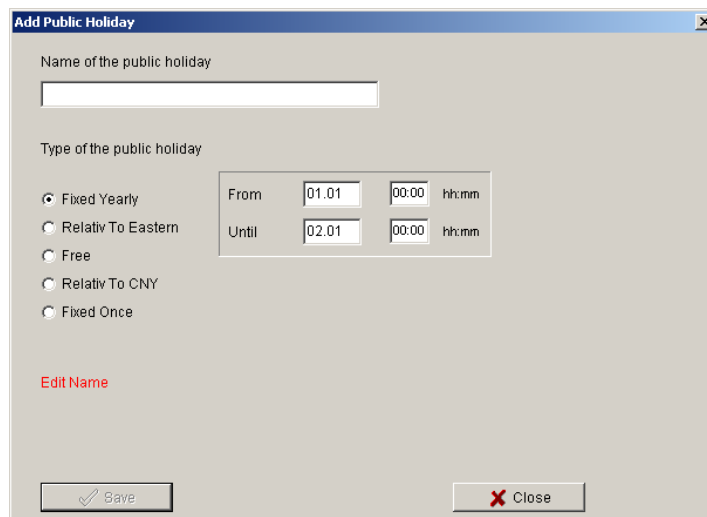 Add Public Holiday
Name of the public holiday
Type of the public holiday
Fixed Yearly
Relativ To Eastern
Free
Relativ To CNY
Fixed Once
From 01.01 00:00 hh:mm
Until 02.01 00:00 hh:mm
Edit Name
Save
Close